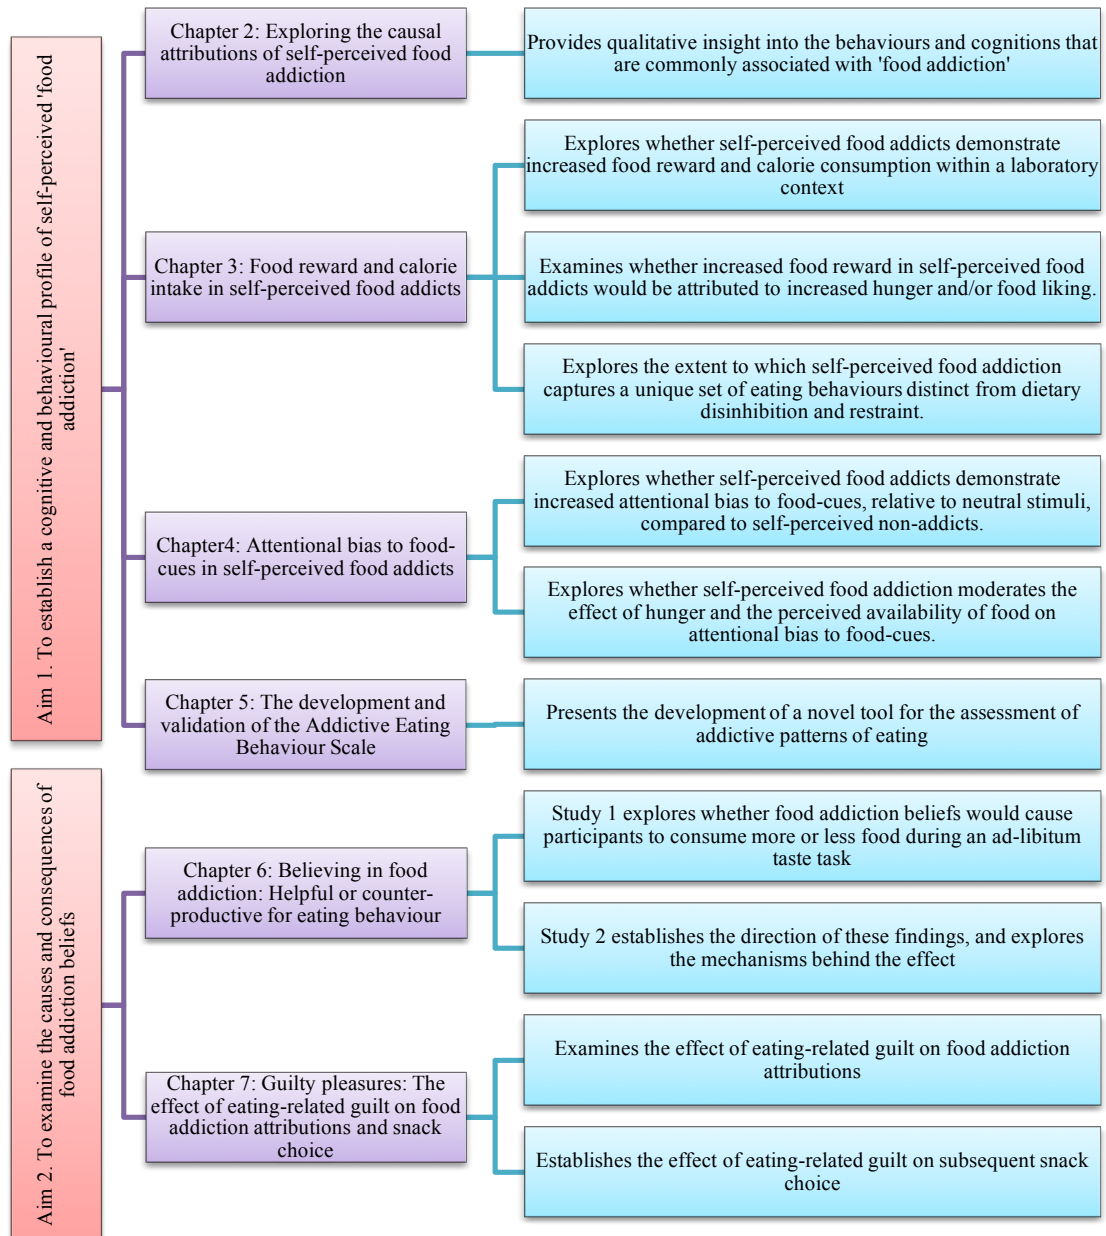 Aim 1. To establish a cognitive and behavioural profile of self-perceived 'food
addiction'
Chapter 2: Exploring the causal
attributions of self-perceived food
addiction
Provides qualitative insight into the behaviours and cognitions that
are commonly associated with 'food addiction'
Chapter 3: Food reward and calorie
intake in self-perceived food addicts
Explores whether self-perceived food addicts demonstrate
increased food reward and calorie consumption within a laboratory
context
Examines whether increased food reward in self-perceived food
addicts would be attributed to increased hunger and/or food liking.
Explores the extent to which self-perceived food addiction
captures a unique set of eating behaviours distinct from dietary
disinhibition and restraint.
Chapter4: Attentional bias to food-
cues in self-perceived food addicts
Explores whether self-perceived food addicts demonstrate
increased attentional bias to food-cues, relative to neutral stimuli,
compared to self-perceived non-addicts.
Explores whether self-perceived food addiction moderates the
effect of hunger and the perceived availability of food on
attentional bias to food-cues.
Chapter 5: The development and
validation of the Addictive Eating
Behaviour Scale
Presents the development of a novel tool for the assessment of
addictive patterns of eating
Aim 2. To examine the causes and consequences of
food addiction beliefs
Chapter 6: Believing in food
addiction: Helpful or counter-
productive for eating behaviour
Study 1 explores whether food addiction beliefs would cause
participants to consume more or less food during an ad-libitum
taste task
Study 2 establishes the direction of these findings, and explores
the mechanisms behind the effect
Chapter 7: Guilty pleasures: The
effect of eating-related guilt on food
addiction attributions and snack
choice
Examines the effect of eating-related guilt on food addiction
attributions
Establishes the effect of eating-related guilt on subsequent snack
choice